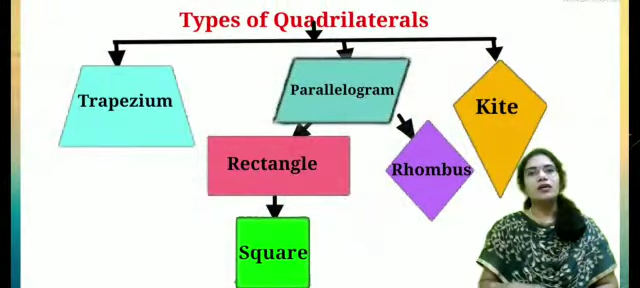 Types of Quadrilaterals
Trapezium
Parallelogram
Kite
Rectangle
Rhombus
Square